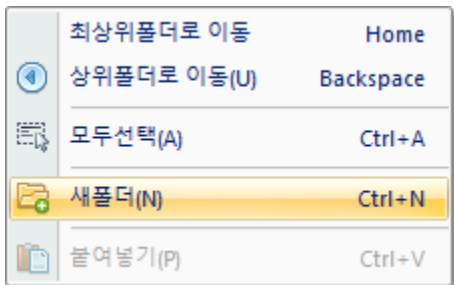 최상위폴더로 이동 Home
상위폴더로 이동(U) Backspace
모두선택(A) Ctrl+A
새폴더(N) Ctrl+N
붙여넣기(P) Ctrl+V